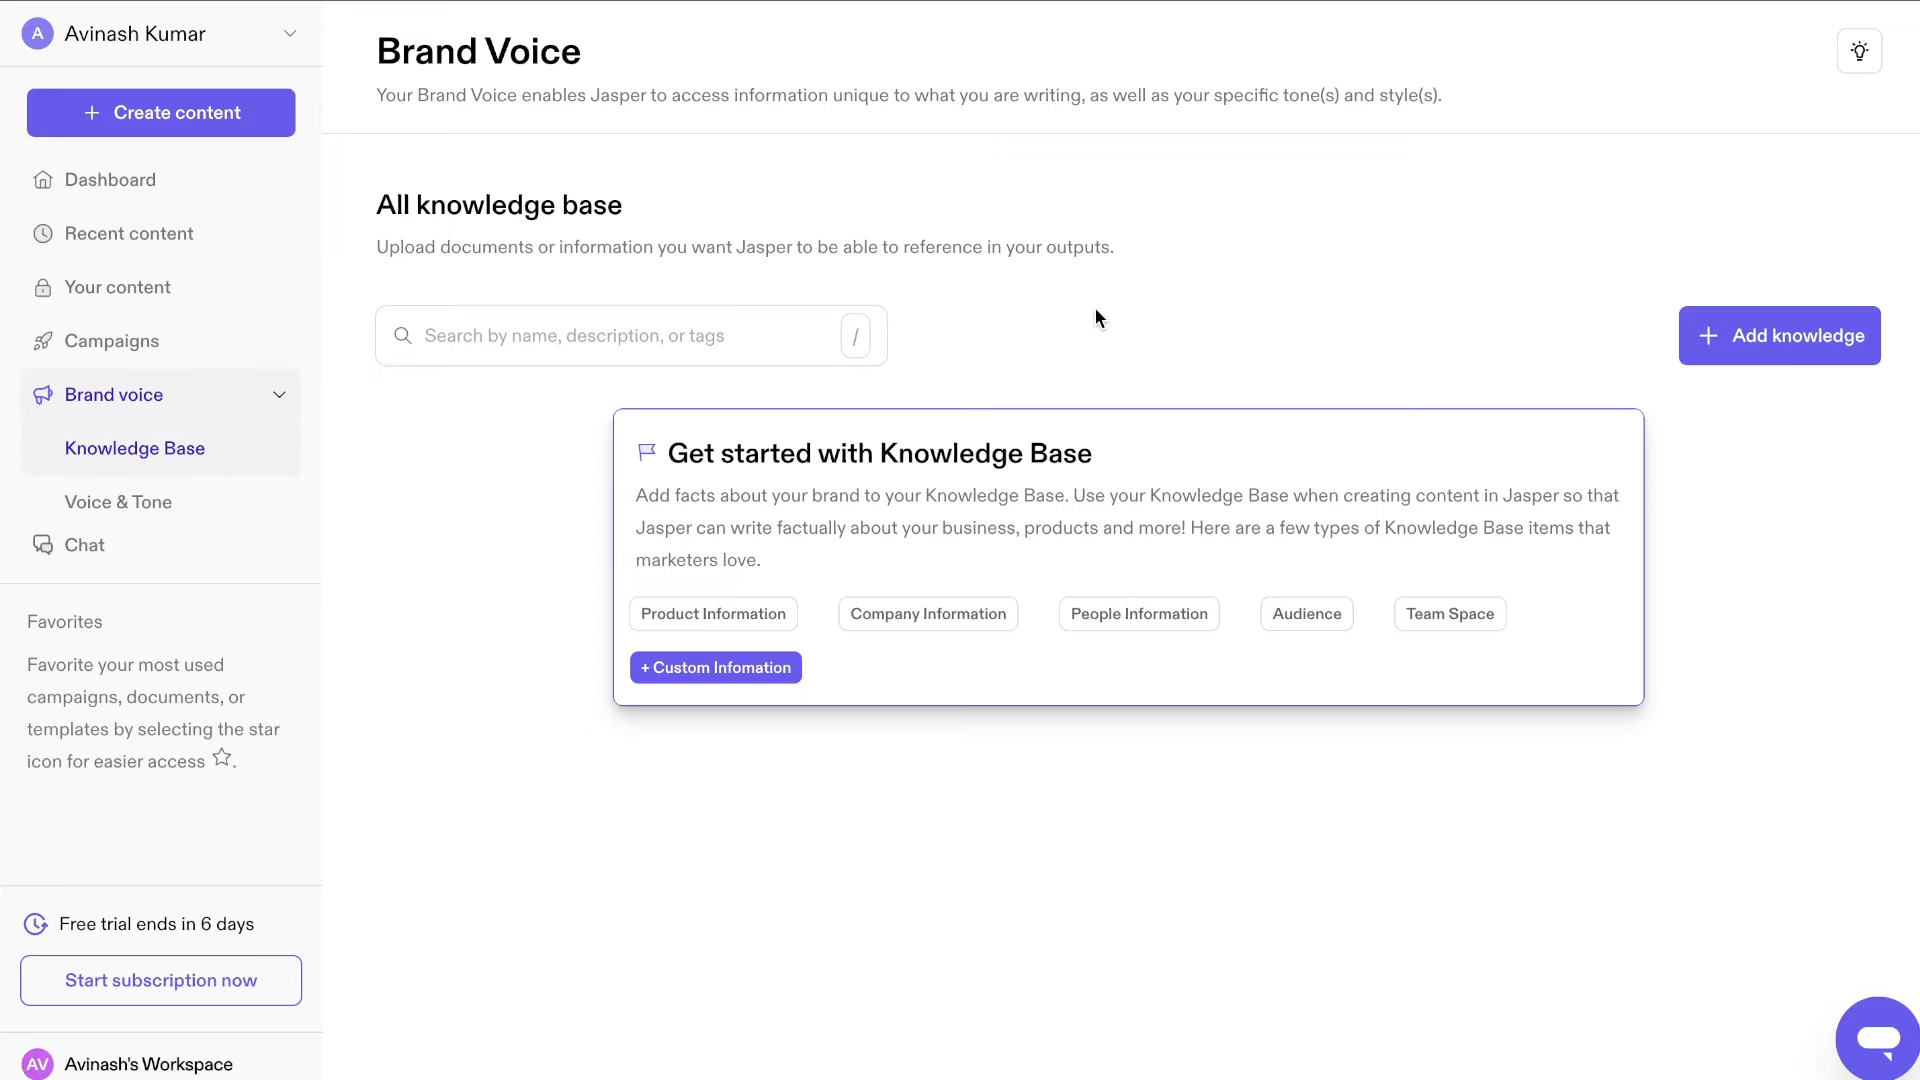 A Avinash Kumar
+ Create content
Dashboard
Recent content
Your content
Campaigns
Brand voice
Knowledge Base
Voice & Tone
Chat
Favorites
Favorite your most used
campaigns, documents, or
templates by selecting the star
icon for easier access ☆.
Free trial ends in 6 days
Start subscription now
AV Avinash's Workspace
Brand Voice
Your Brand Voice enables Jasper to access information unique to what you are writing, as well as your specific tone(s) and style(s).
All knowledge base
Upload documents or information you want Jasper to be able to reference in your outputs.
Search by name, description, or tags /
+ Add knowledge
Get started with Knowledge Base
Add facts about your brand to your Knowledge Base. Use your Knowledge Base when creating content in Jasper so that
Jasper can write factually about your business, products and more! Here are a few types of Knowledge Base items that
marketers love.
Product Information Company Information People Information Audience Team Space
+ Custom Infomation